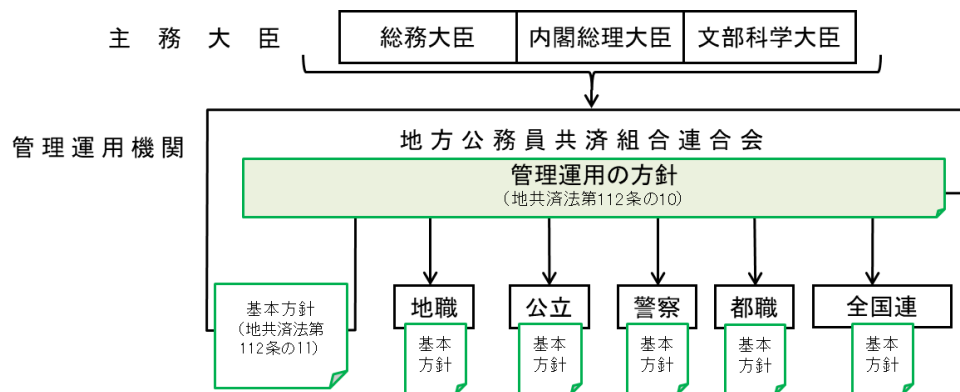 主務大臣
総務大臣
内閣総理大臣
文部科学大臣
管理運用機関
地方公務員共済組合連合会
管理運用の方針
(地共済法第112条の10)
基本方針
(地共済法第
112条の11)
地職
公立
警察
都職
全国連
基本
方針
基本
方針
基本
方針
基本
方針
基本
方針